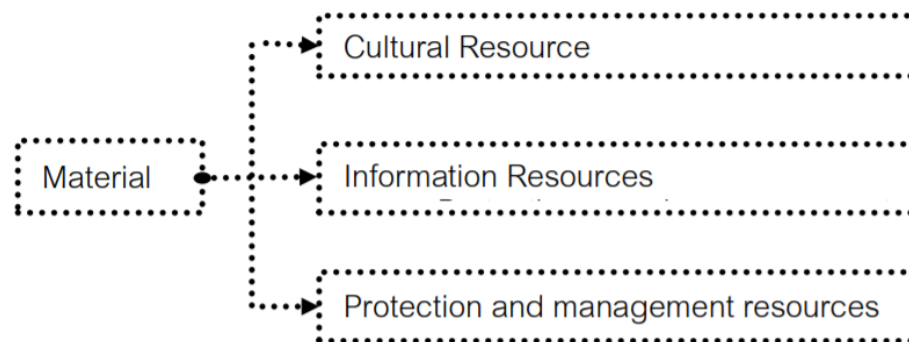 Cultural Resource
Material
Information Resources
Protection and management resources